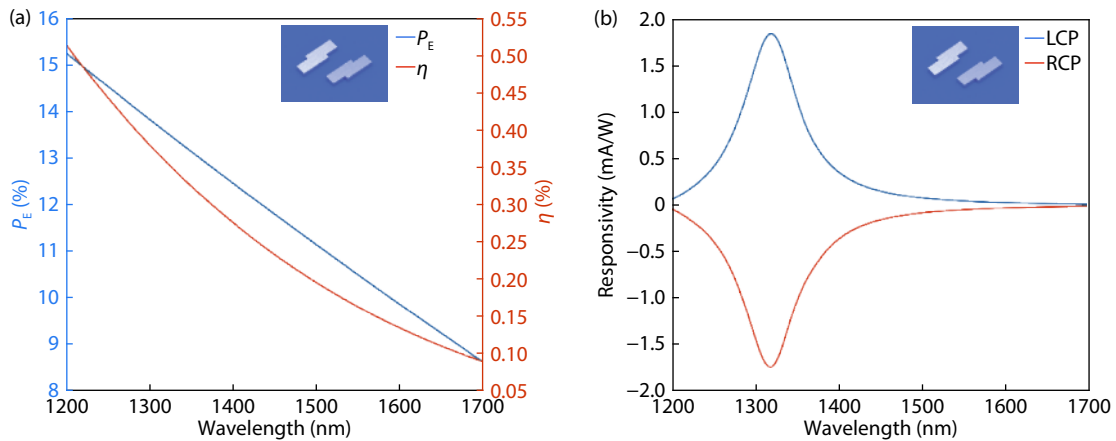 (a)
16
15
14
13
12
11
10
9
8
P_E (%)
P_E
η
0.55
0.50
0.45
0.40
0.35
0.30
0.25
0.20
0.15
0.10
0.05
η (%)
1200 1300 1400 1500 1600 1700
Wavelength (nm)
(b)
2.0
1.5
1.0
0.5
0
−0.5
−1.0
−1.5
−2.0
Responsivity (mA/W)
LCP
RCP
1200 1300 1400 1500 1600 1700
Wavelength (nm)